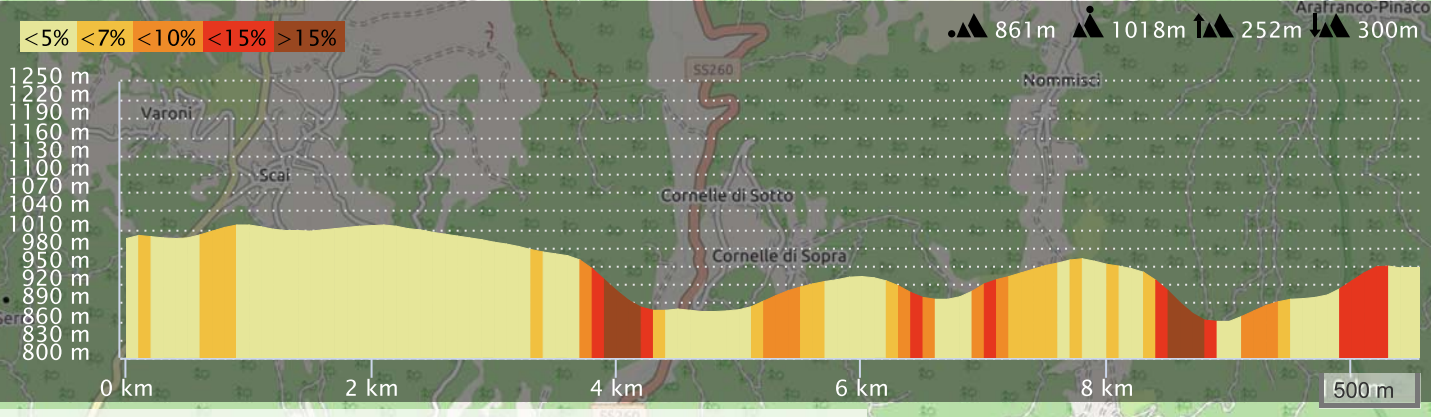 SP19
Arafranco-Pinaco
<5% <7% <10% <15% >15%
861m 1018m 252m 300m
SS260
1250 m
Nommisci
1220 m
1190 m
Varoni
1160 m
1130 m
1100 m
Scai
1070 m
Cornelle di Sotto
1040 m
1010 m
980 m
Cornelle di Sopra
950 m
920 m
890 m
860 m
830 m
800 m
0 km 2 km 4 km 6 km 8 km
500 m
SS260